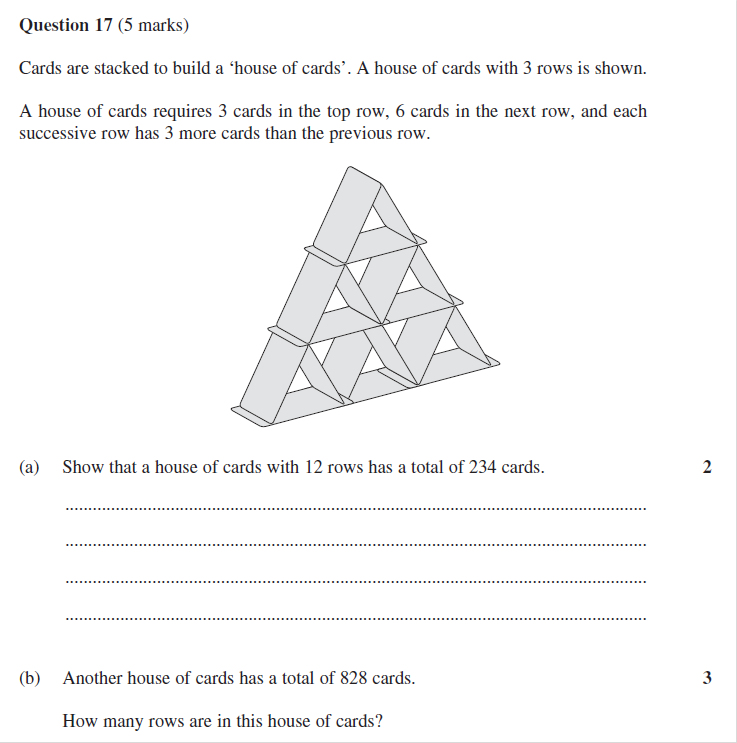 Question 17 (5 marks)
Cards are stacked to build a ‘house of cards’. A house of cards with 3 rows is shown.
A house of cards requires 3 cards in the top row, 6 cards in the next row, and each
successive row has 3 more cards than the previous row.
(a) Show that a house of cards with 12 rows has a total of 234 cards. 2
(b) Another house of cards has a total of 828 cards. 3
How many rows are in this house of cards?